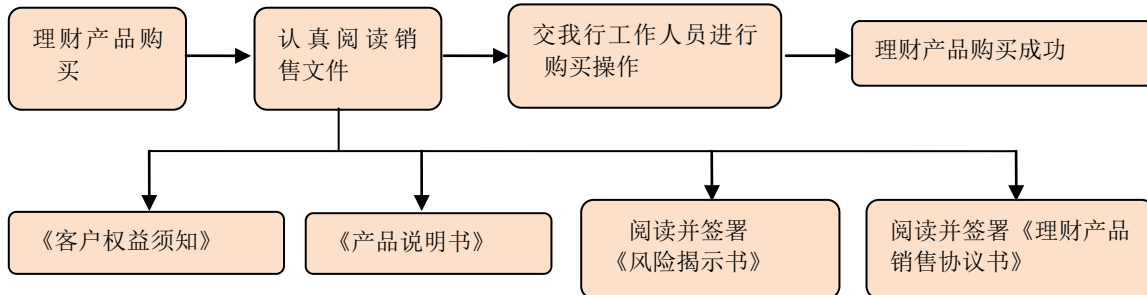 理财产品购
买
认真阅读销
售文件
交我行工作人员进行
购买操作
理财产品购买成功
《客户权益须知》
《产品说明书》
阅读并签署
《风险揭示书》
阅读并签署《理财产品
销售协议书》